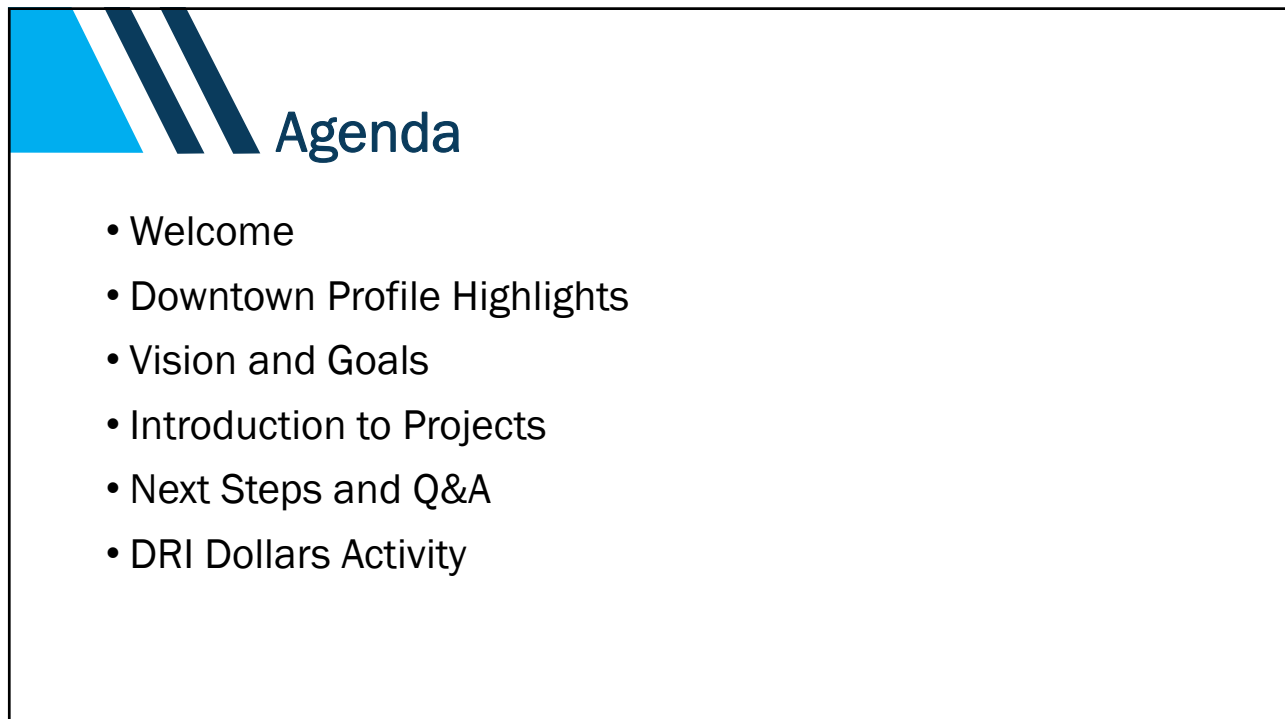 Agenda
• Welcome
• Downtown Profile Highlights
• Vision and Goals
• Introduction to Projects
• Next Steps and Q&A
• DRI Dollars Activity